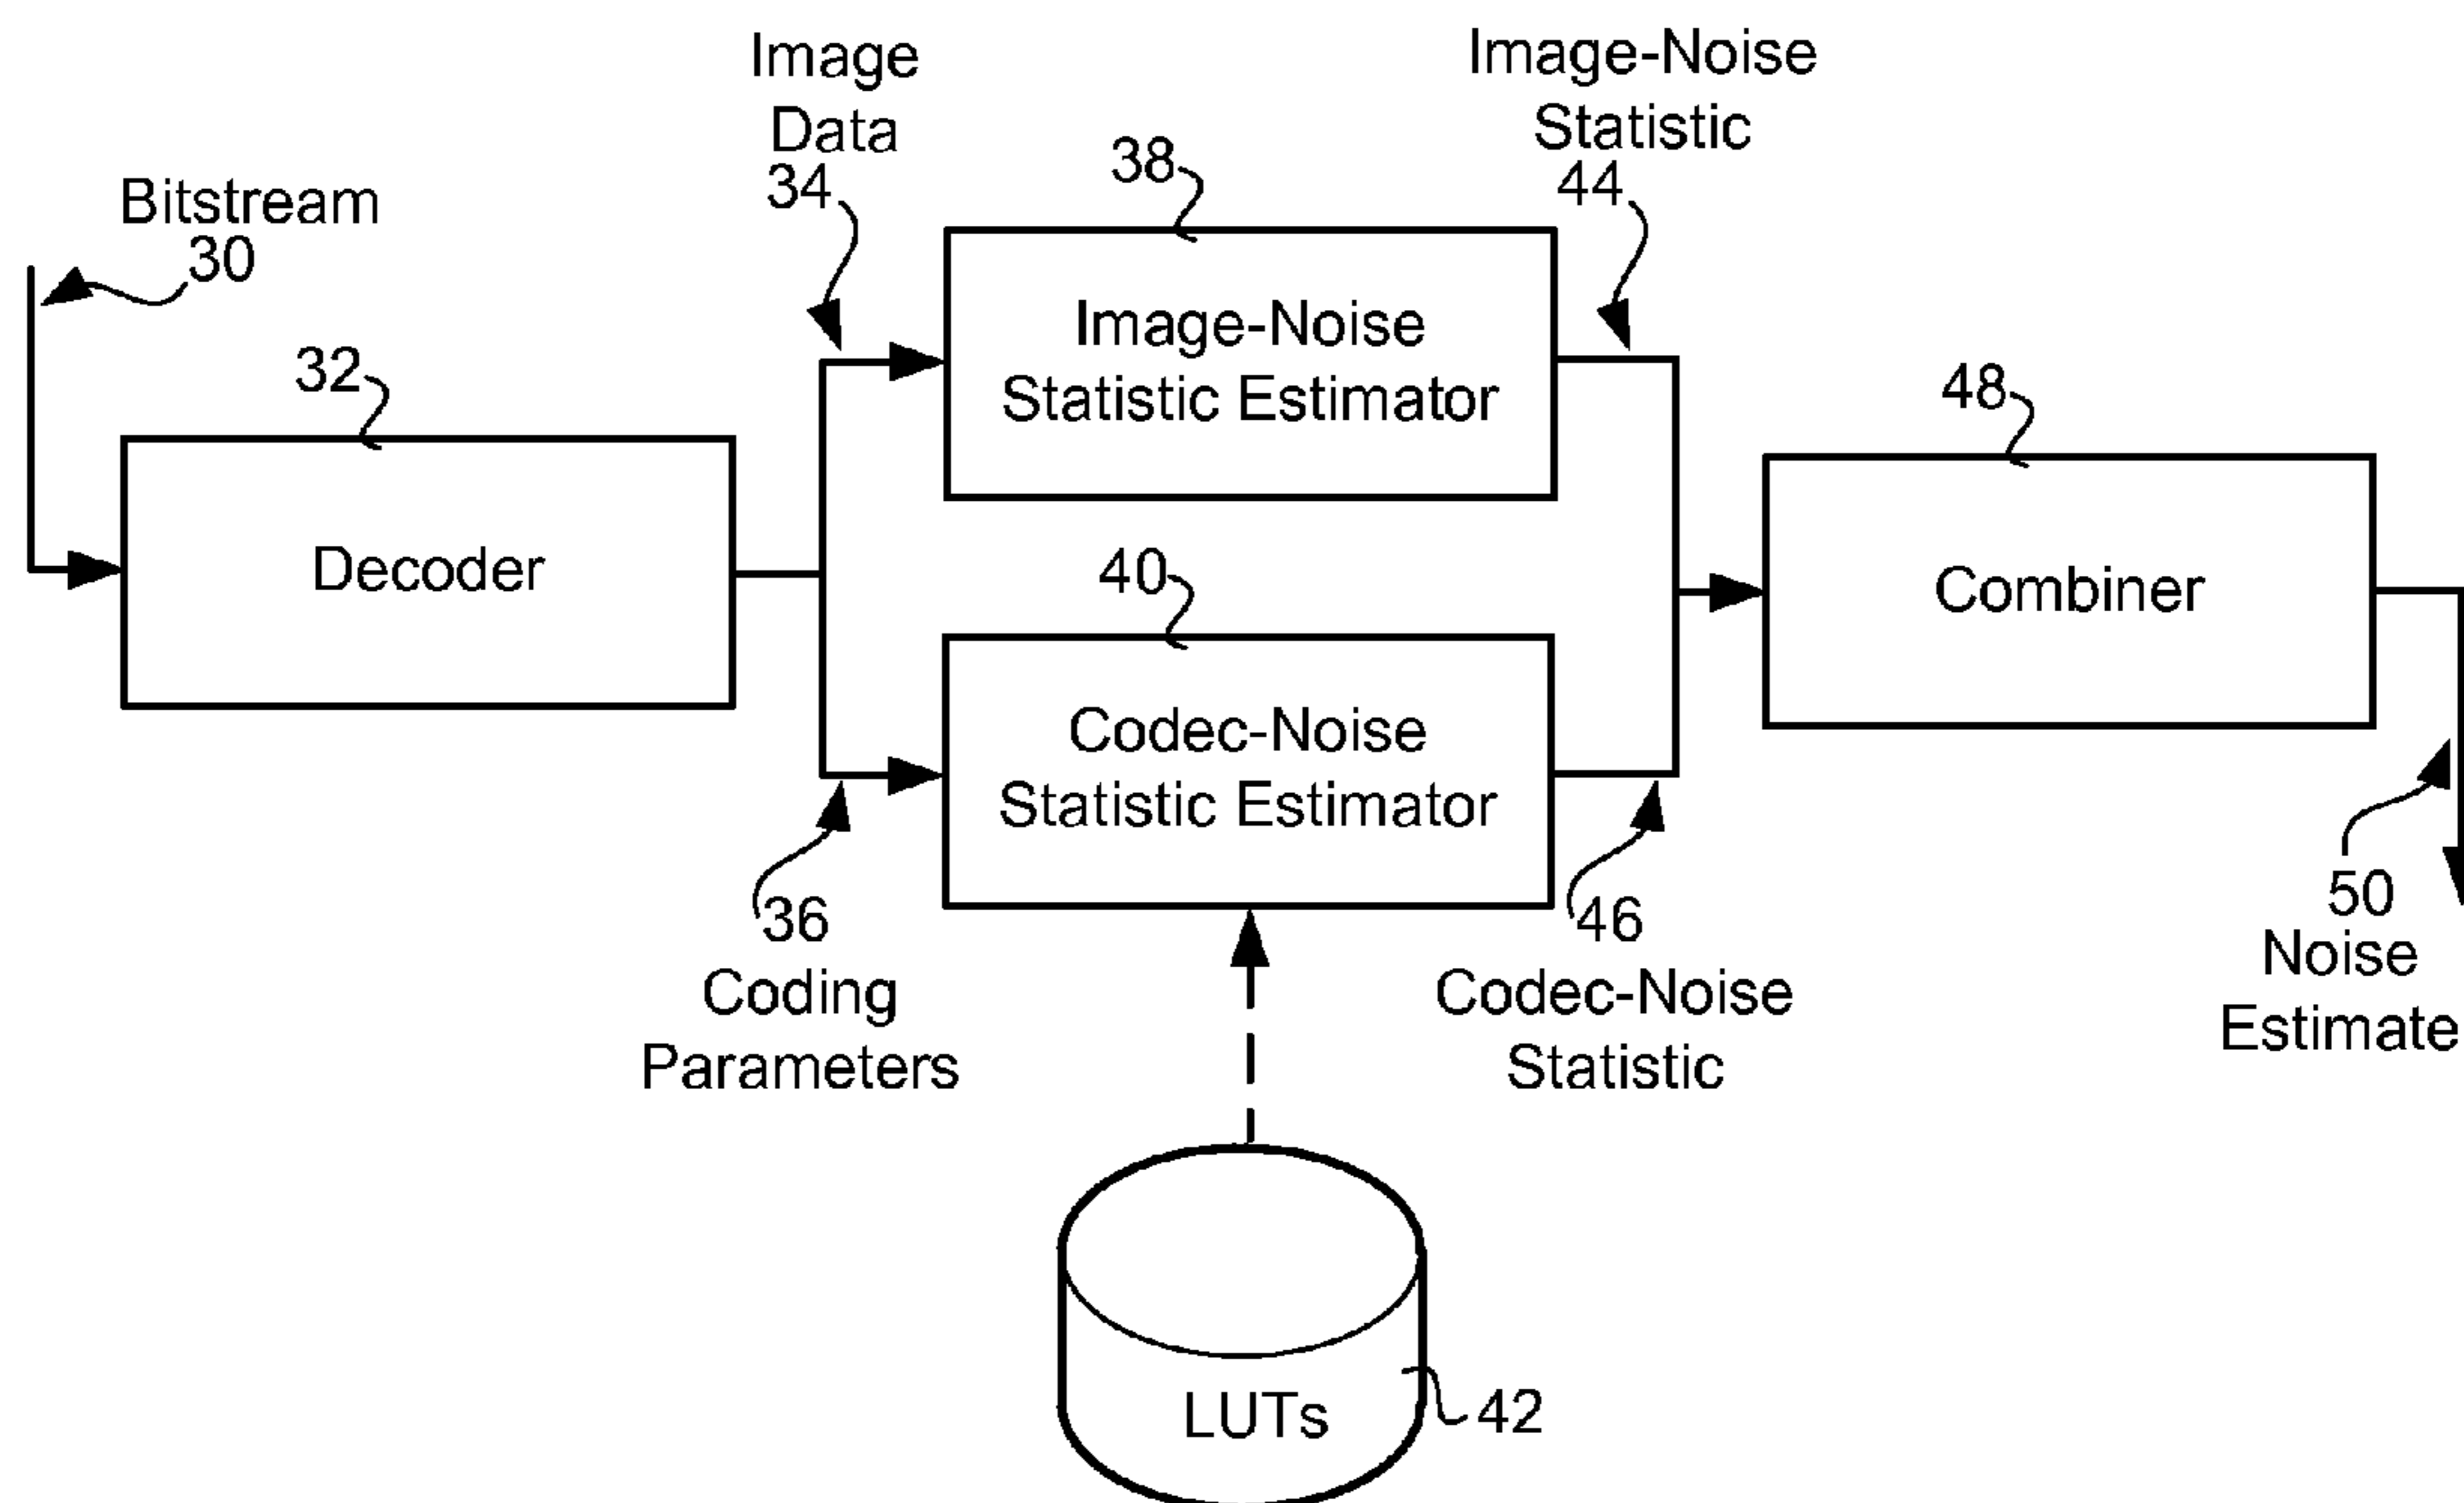 Image
Data
34
Image-Noise
Statistic
44
38
Bitstream
30
32
Image-Noise
Statistic Estimator
48
Decoder
40
Combiner
Codec-Noise
Statistic Estimator
36
Coding
Parameters
46
Codec-Noise
Statistic
50
Noise
Estimate
LUTs
42